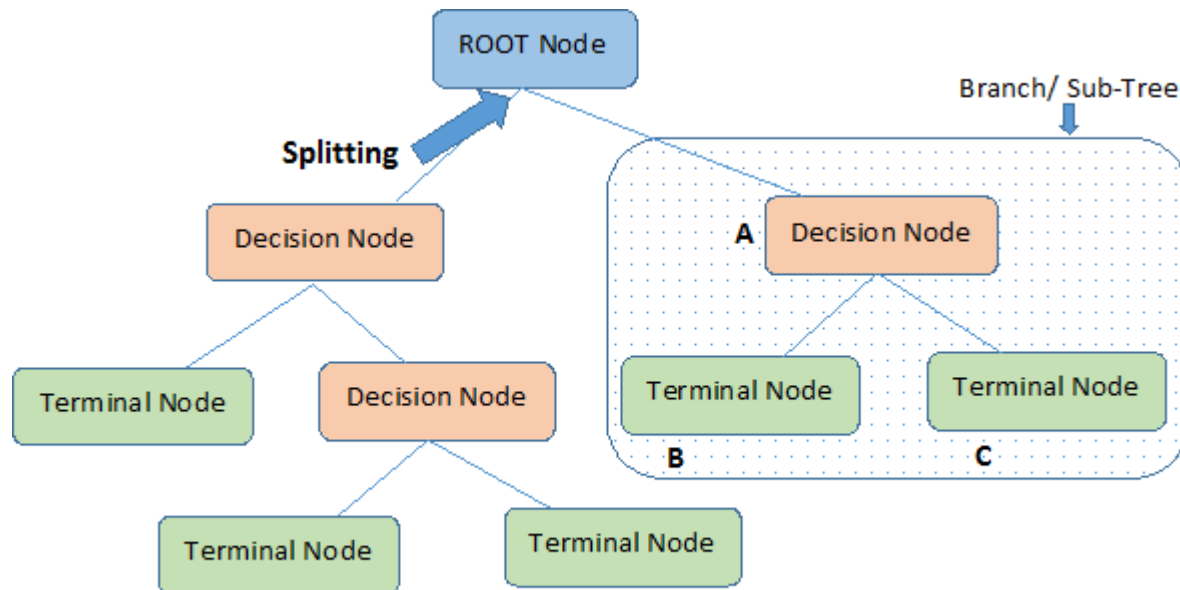 ROOT Node
Branch/ Sub-Tree
Splitting
Decision Node
A
Decision Node
Terminal Node
Decision Node
Terminal Node
Terminal Node
B
C
Terminal Node
Terminal Node